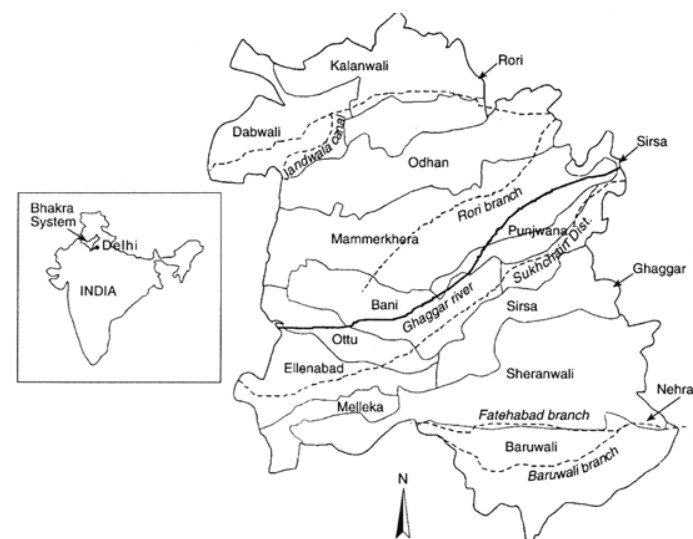 Kalanwali
Rori
Dabwali
Jandwala canal
Odhan
Sirsa
Rori branch
Punjwana
Mammerkhera
Sukhchain Dist.
Ghaggar
Bani
Ghaggar river
Sirsa
Ottu
Ellenabad
Sheranwali
Nehra
Melleka
Fatehabad branch
Baruwali
Baruwali branch
N
Bhakra
System
Delhi
INDIA